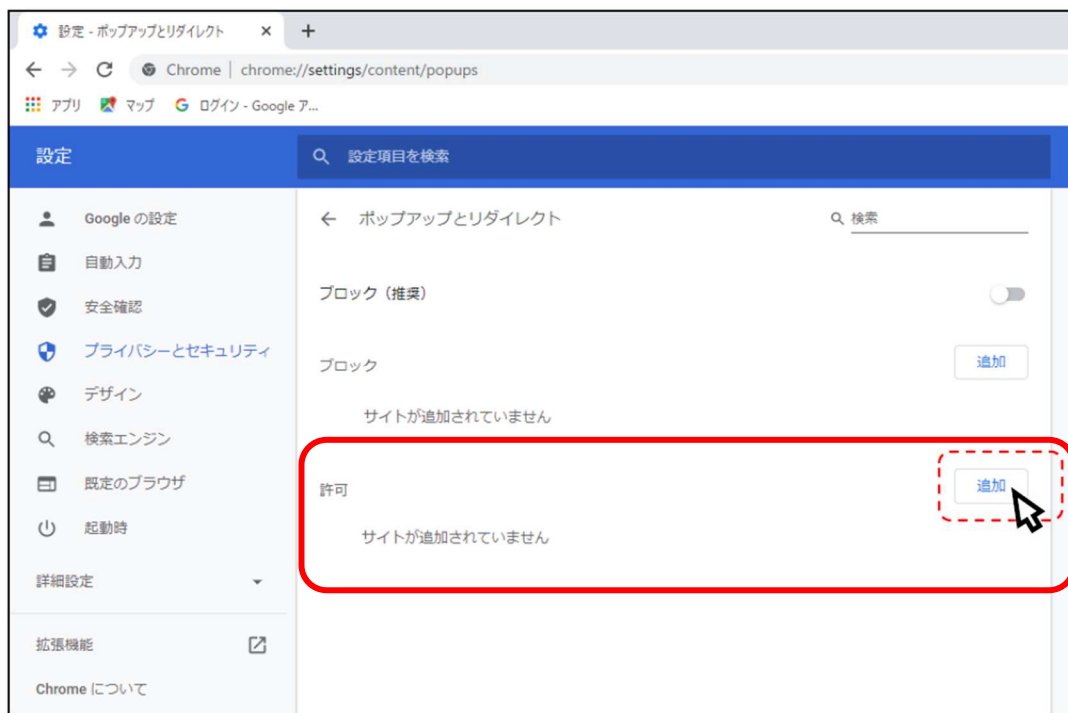 設定 - ポップアップとリダイレクト
Chrome | chrome://settings/content/popups
アプリ マップ ログイン - Google ア...
設定
設定項目を検索
Google の設定
自動入力
安全確認
プライバシーとセキュリティ
デザイン
検索エンジン
既定のブラウザ
起動時
詳細設定
拡張機能
Chrome について
ポップアップとリダイレクト
検索
ブロック（推奨）
ブロック
追加
サイトが追加されていません
許可
追加
サイトが追加されていません